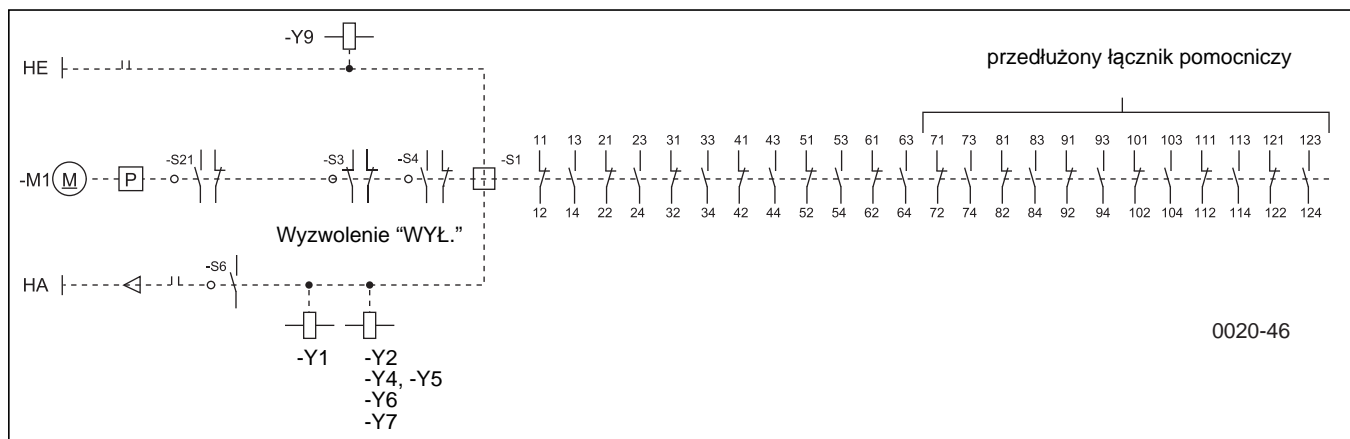 -Y9
HE
przedłużony łącznik pomocniczy
11 13 21 23 31 33 41 43 51 53 61 63 71 73 81 83 91 93 101 103 111 113 121 123
-S21 -S3 -S4 -S1
-M1 M P
12 14 22 24 32 34 42 44 52 54 62 64 72 74 82 84 92 94 102 104 112 114 122 124
Wyzwolenie “WYŁ.”
-S6
HA
0020-46
-Y1 -Y2
-Y4, -Y5
-Y6
-Y7